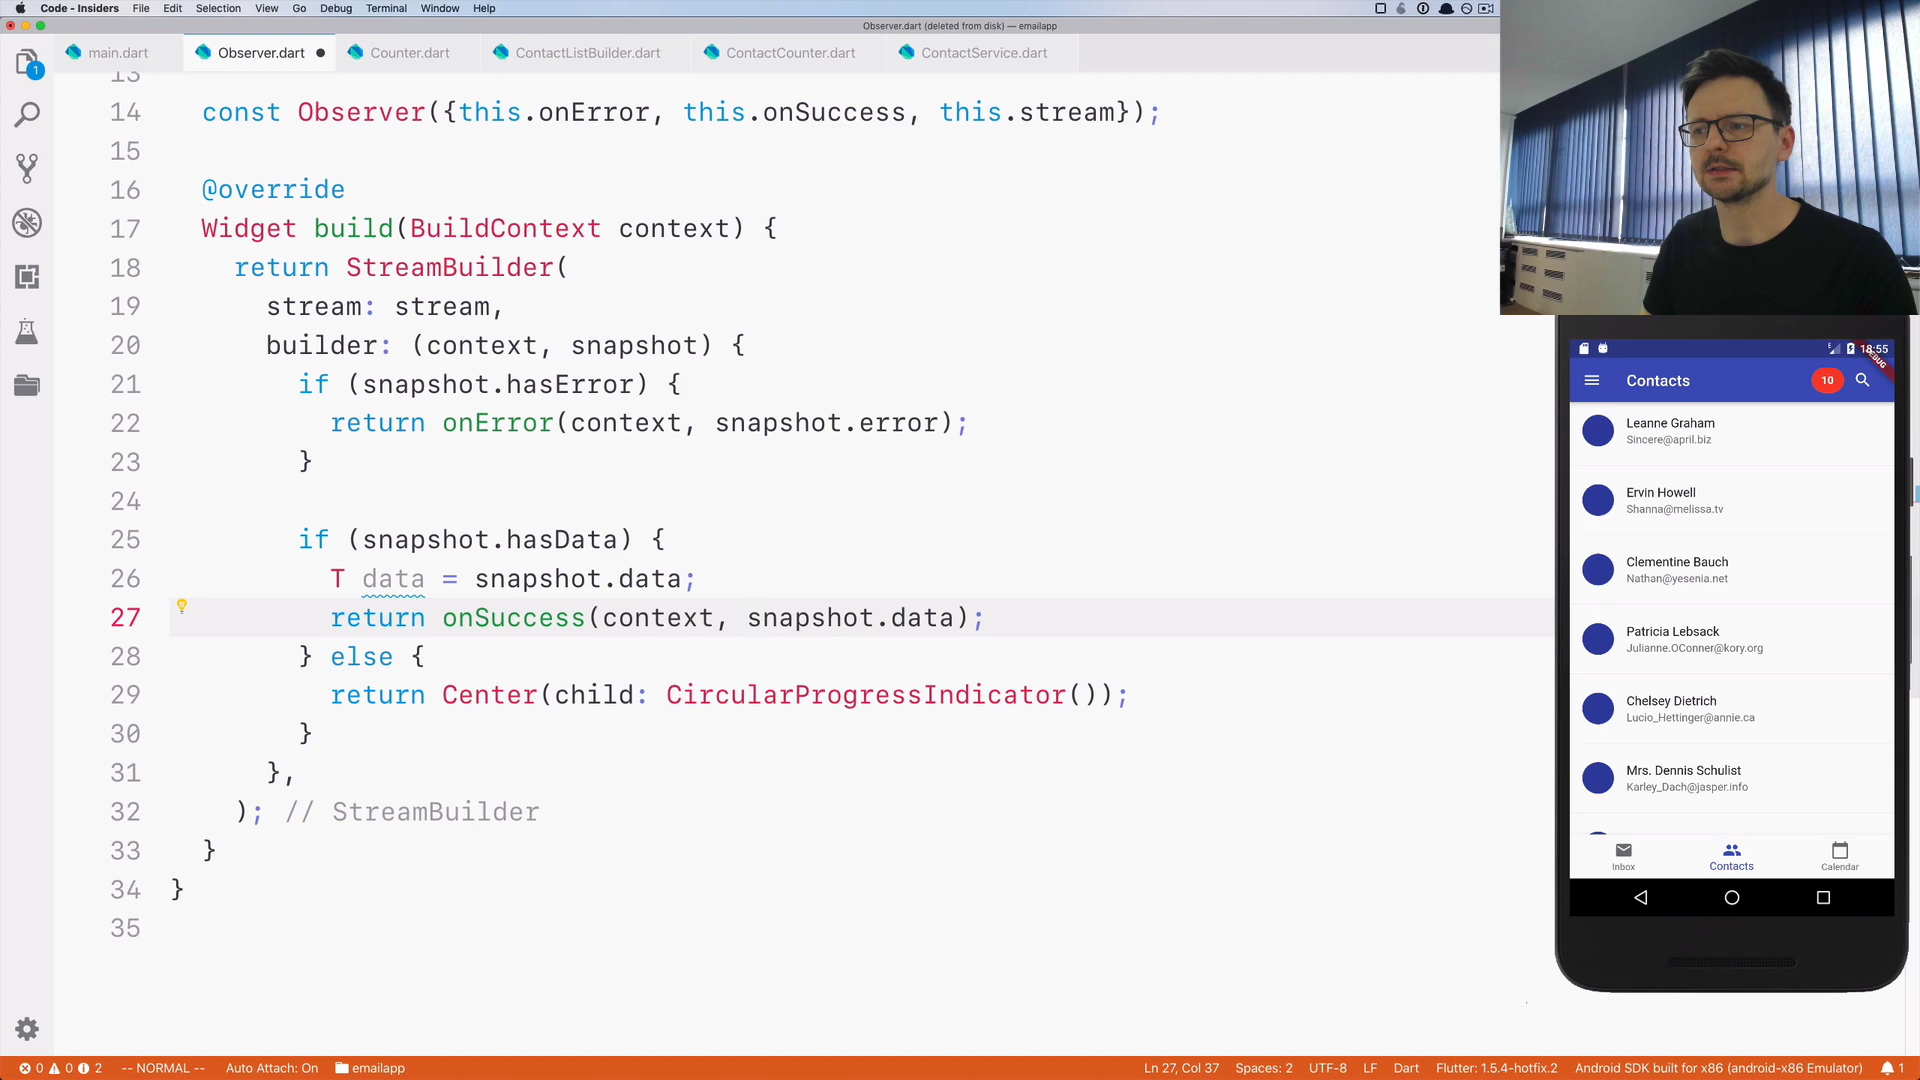 Code - Insiders File Edit Selection View Go Debug Terminal Window Help
Observer.dart (deleted from disk) — emailapp
main.dart Observer.dart Counter.dart ContactListBuilder.dart ContactCounter.dart ContactService.dart
1
13
14 const Observer({this.onError, this.onSuccess, this.stream});
15
16 @override
17 Widget build(BuildContext context) {
18 return StreamBuilder(
19 stream: stream,
20 builder: (context, snapshot) {
21 if (snapshot.hasError) {
22 return onError(context, snapshot.error);
23 }
24
25 if (snapshot.hasData) {
26 T data = snapshot.data;
27 return onSuccess(context, snapshot.data);
28 } else {
29 return Center(child: CircularProgressIndicator());
30 }
31 },
32 ); // StreamBuilder
33 }
34 }
35
18:55
DEBUG
Contacts 10
Leanne Graham
Sincere@april.biz
Ervin Howell
Shanna@melissa.tv
Clementine Bauch
Nathan@yesenia.net
Patricia Lebsack
Julianne.OConner@kory.org
Chelsey Dietrich
Lucio_Hettinger@annie.ca
Mrs. Dennis Schulist
Karley_Dach@jasper.info
Inbox Contacts Calendar
0 0 2 -- NORMAL -- Auto Attach: On emailapp Ln 27, Col 37 Spaces: 2 UTF-8 LF Dart Flutter: 1.5.4-hotfix.2 Android SDK built for x86 (android-x86 Emulator) 1